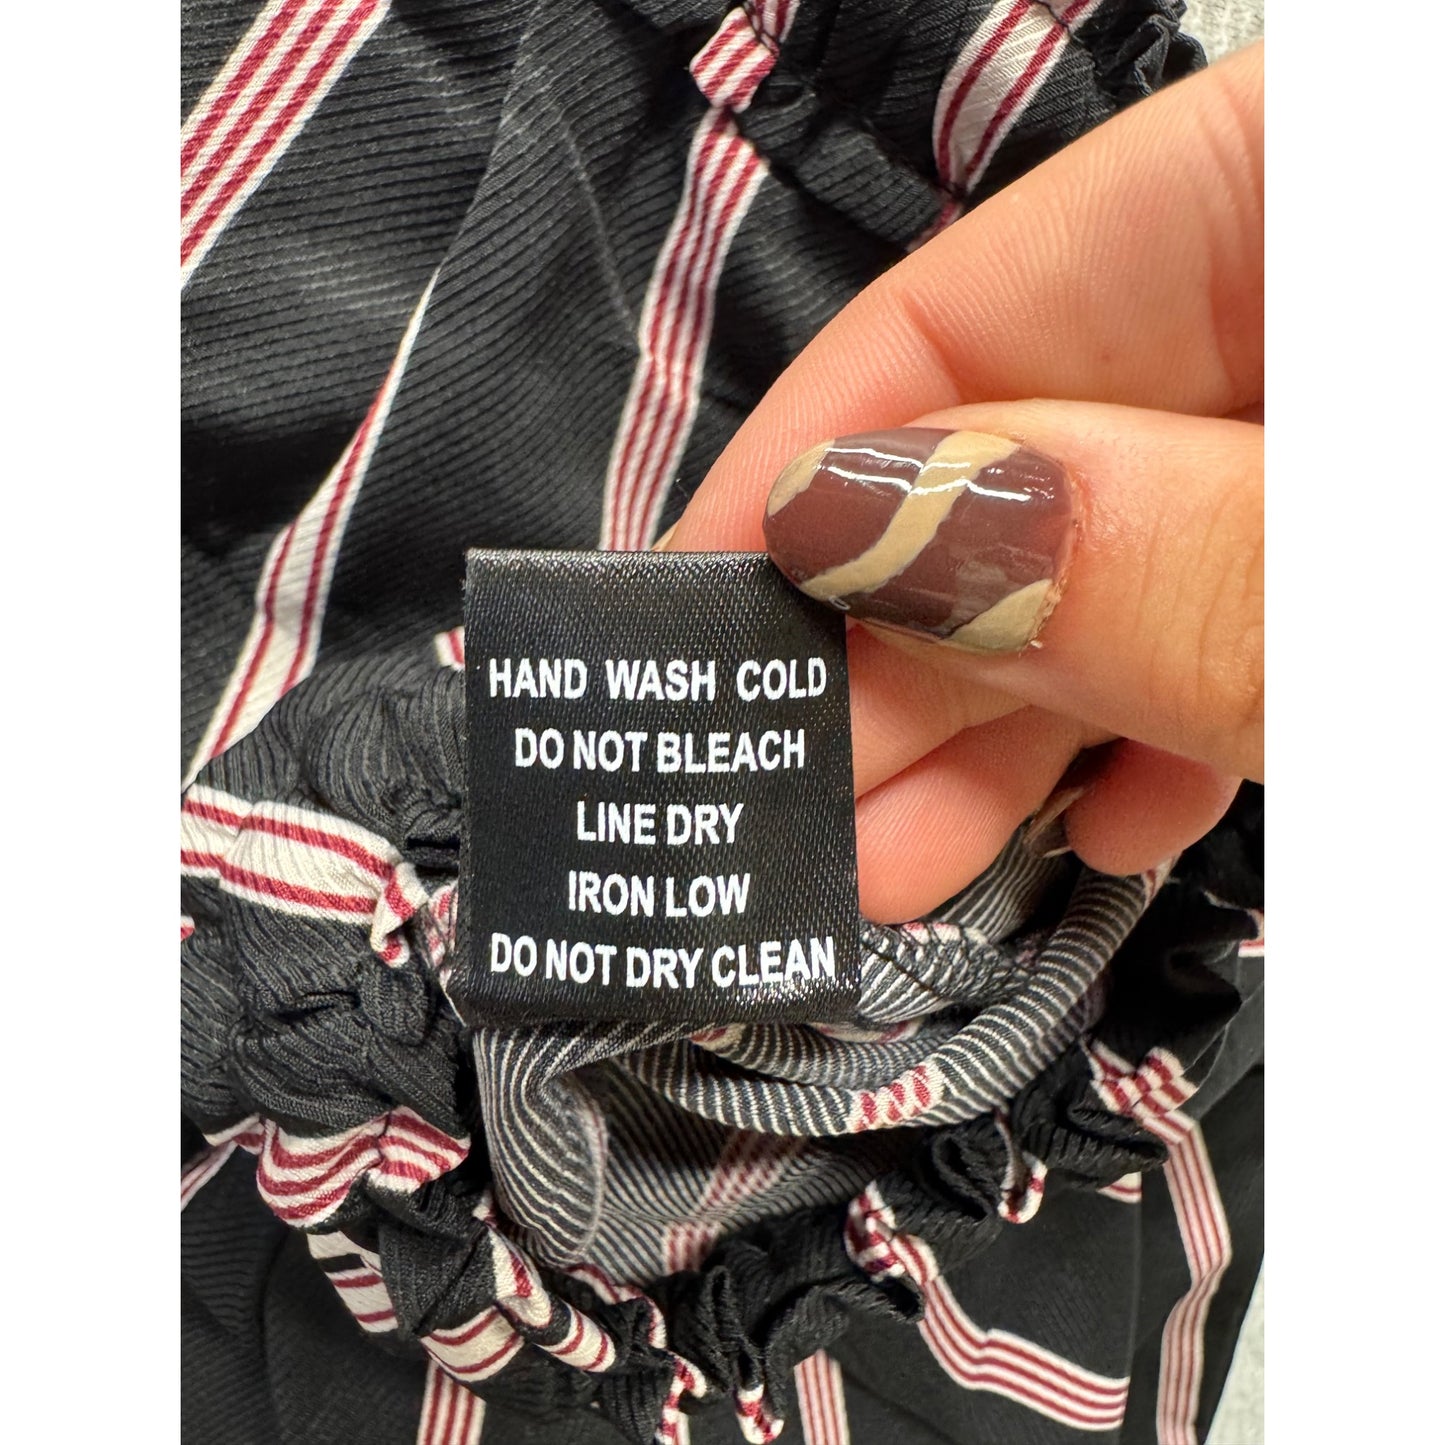 HAND WASH COLD
DO NOT BLEACH
LINE DRY
IRON LOW
DO NOT DRY CLEAN